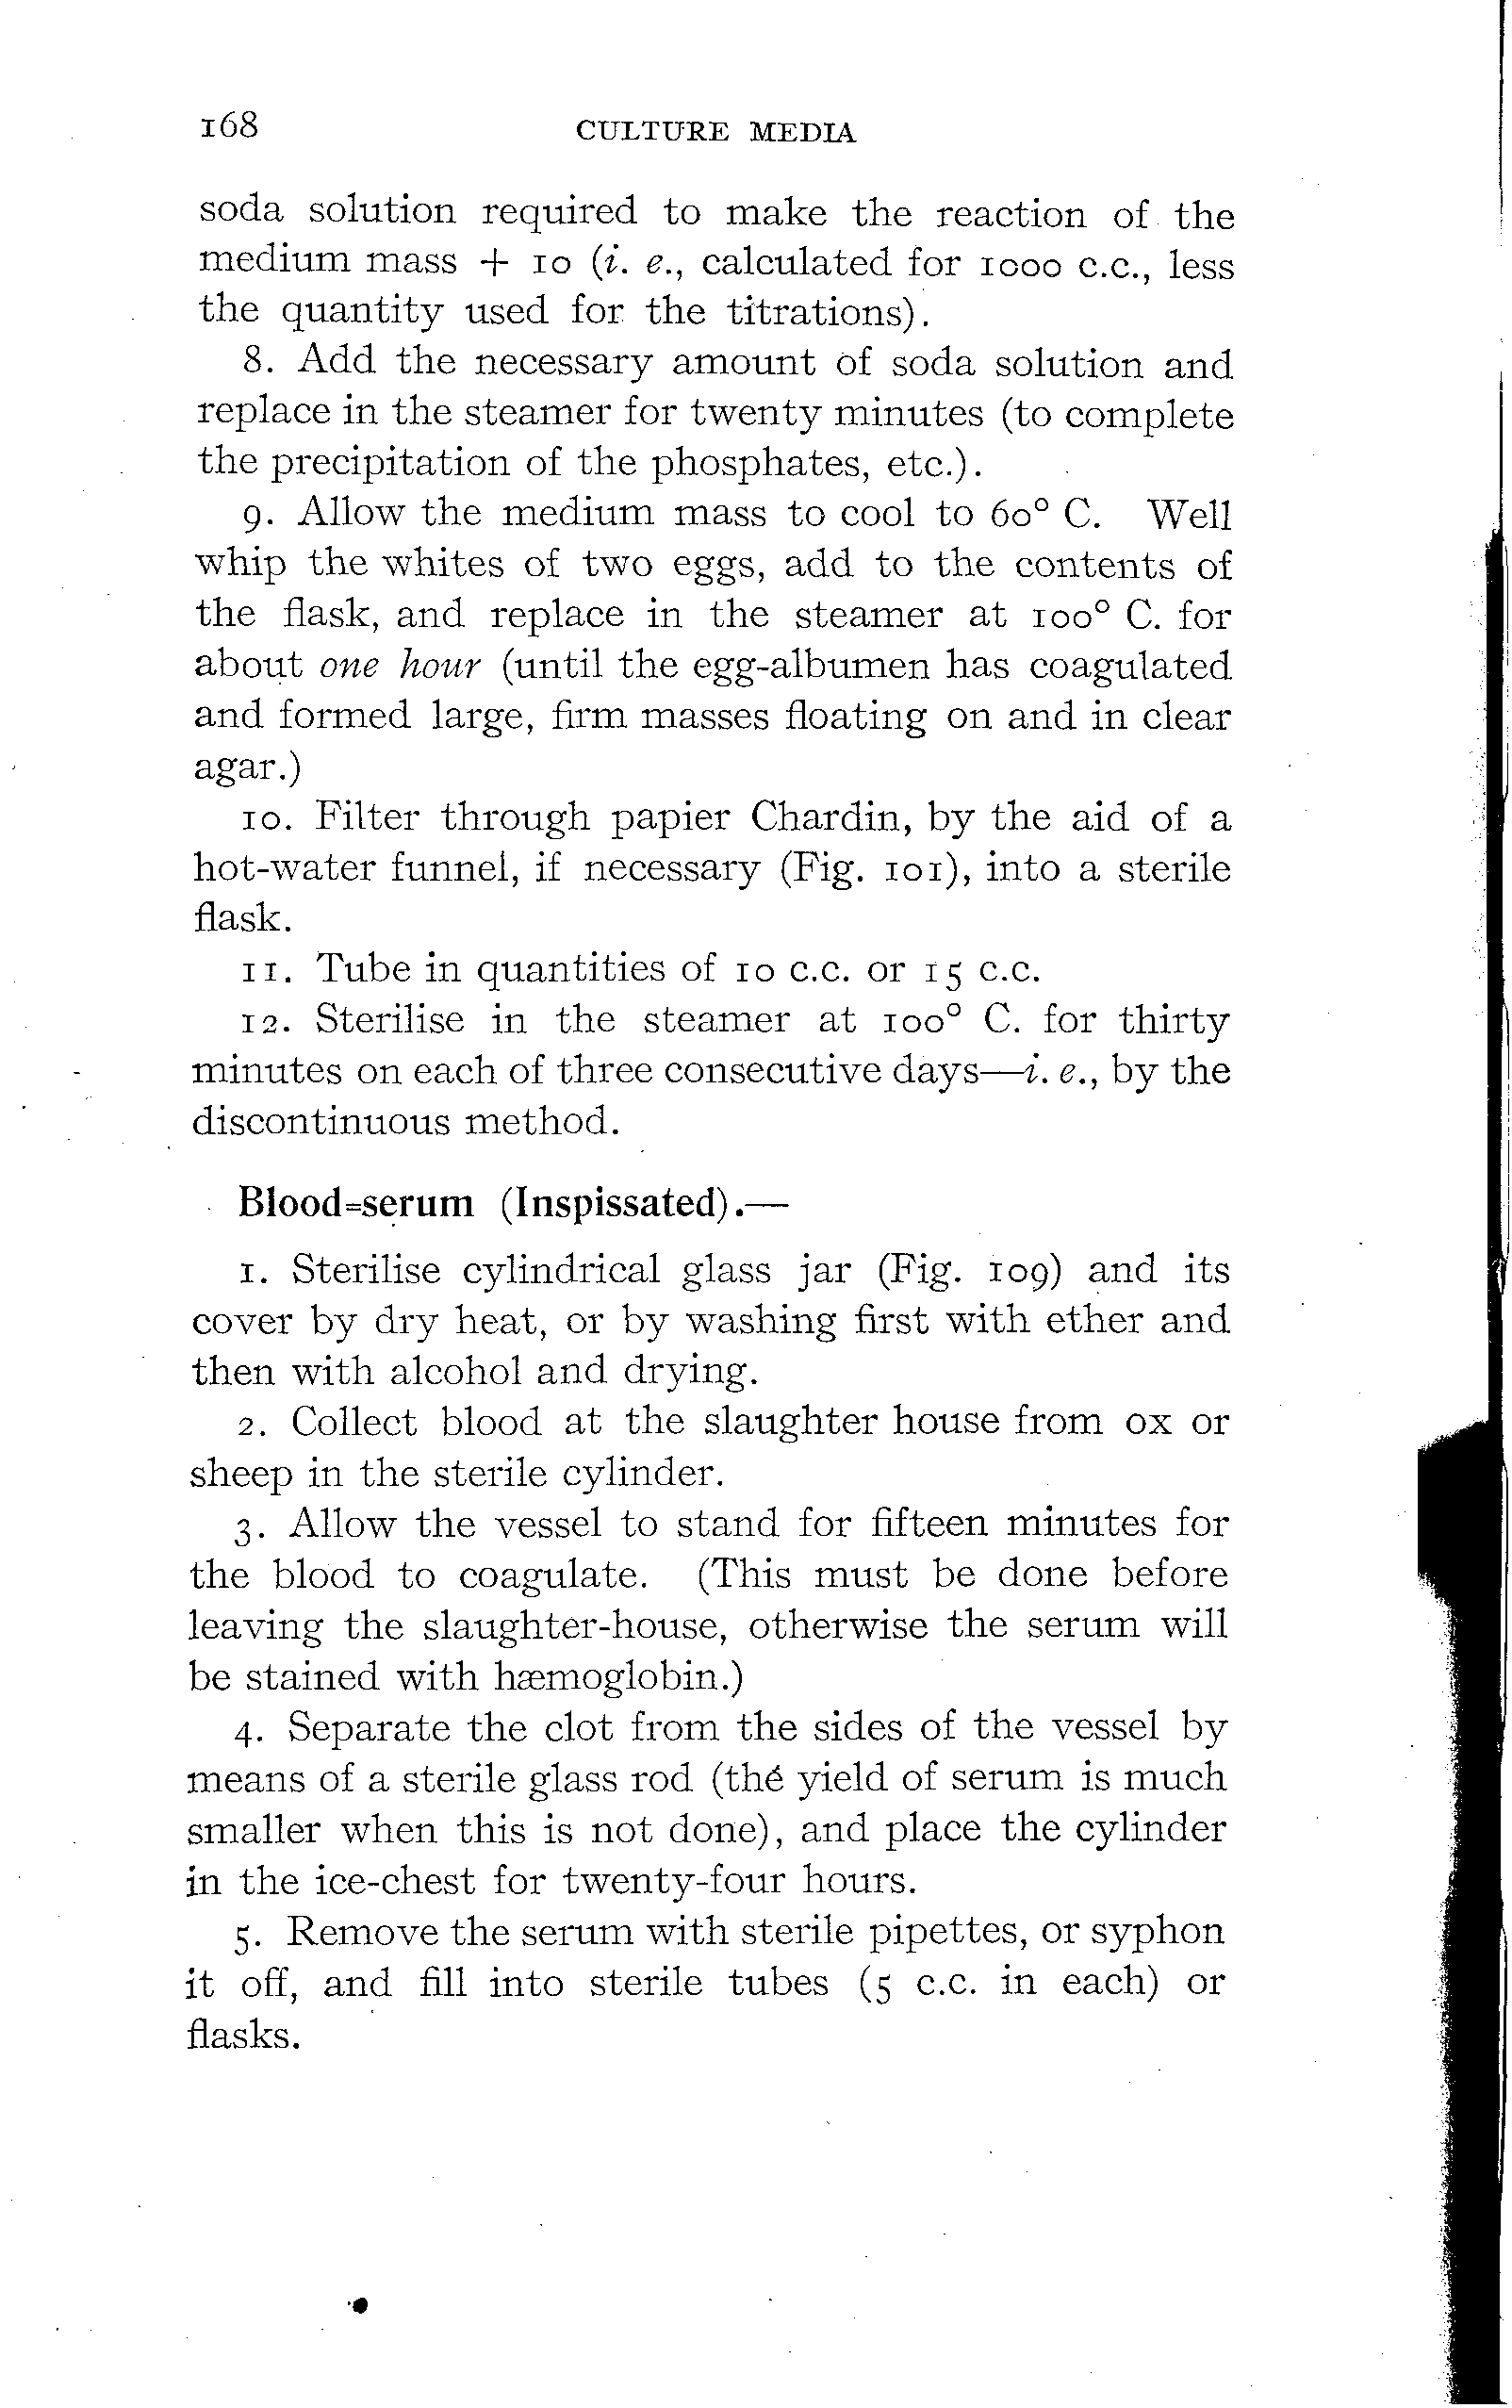 168 CULTURE MEDIA
soda solution required to make the reaction of the
medium mass + 10 (i. e., calculated for 1000 c.c., less
the quantity used for the titrations).
8. Add the necessary amount of soda solution and
replace in the steamer for twenty minutes (to complete
the precipitation of the phosphates, etc.).
9. Allow the medium mass to cool to 60° C. Well
whip the whites of two eggs, add to the contents of
the flask, and replace in the steamer at 100° C. for
about one hour (until the egg-albumen has coagulated
and formed large, firm masses floating on and in clear
agar.)
10. Filter through papier Chardin, by the aid of a
hot-water funnel, if necessary (Fig. 101), into a sterile
flask.
11. Tube in quantities of 10 c.c. or 15 c.c.
12. Sterilise in the steamer at 100° C. for thirty
minutes on each of three consecutive days—i. e., by the
discontinuous method.
Blood-serum (Inspissated).—
1. Sterilise cylindrical glass jar (Fig. 109) and its
cover by dry heat, or by washing first with ether and
then with alcohol and drying.
2. Collect blood at the slaughter house from ox or
sheep in the sterile cylinder.
3. Allow the vessel to stand for fifteen minutes for
the blood to coagulate. (This must be done before
leaving the slaughter-house, otherwise the serum will
be stained with hæmoglobin.)
4. Separate the clot from the sides of the vessel by
means of a sterile glass rod (the yield of serum is much
smaller when this is not done), and place the cylinder
in the ice-chest for twenty-four hours.
5. Remove the serum with sterile pipettes, or syphon
it off, and fill into sterile tubes (5 c.c. in each) or
flasks.